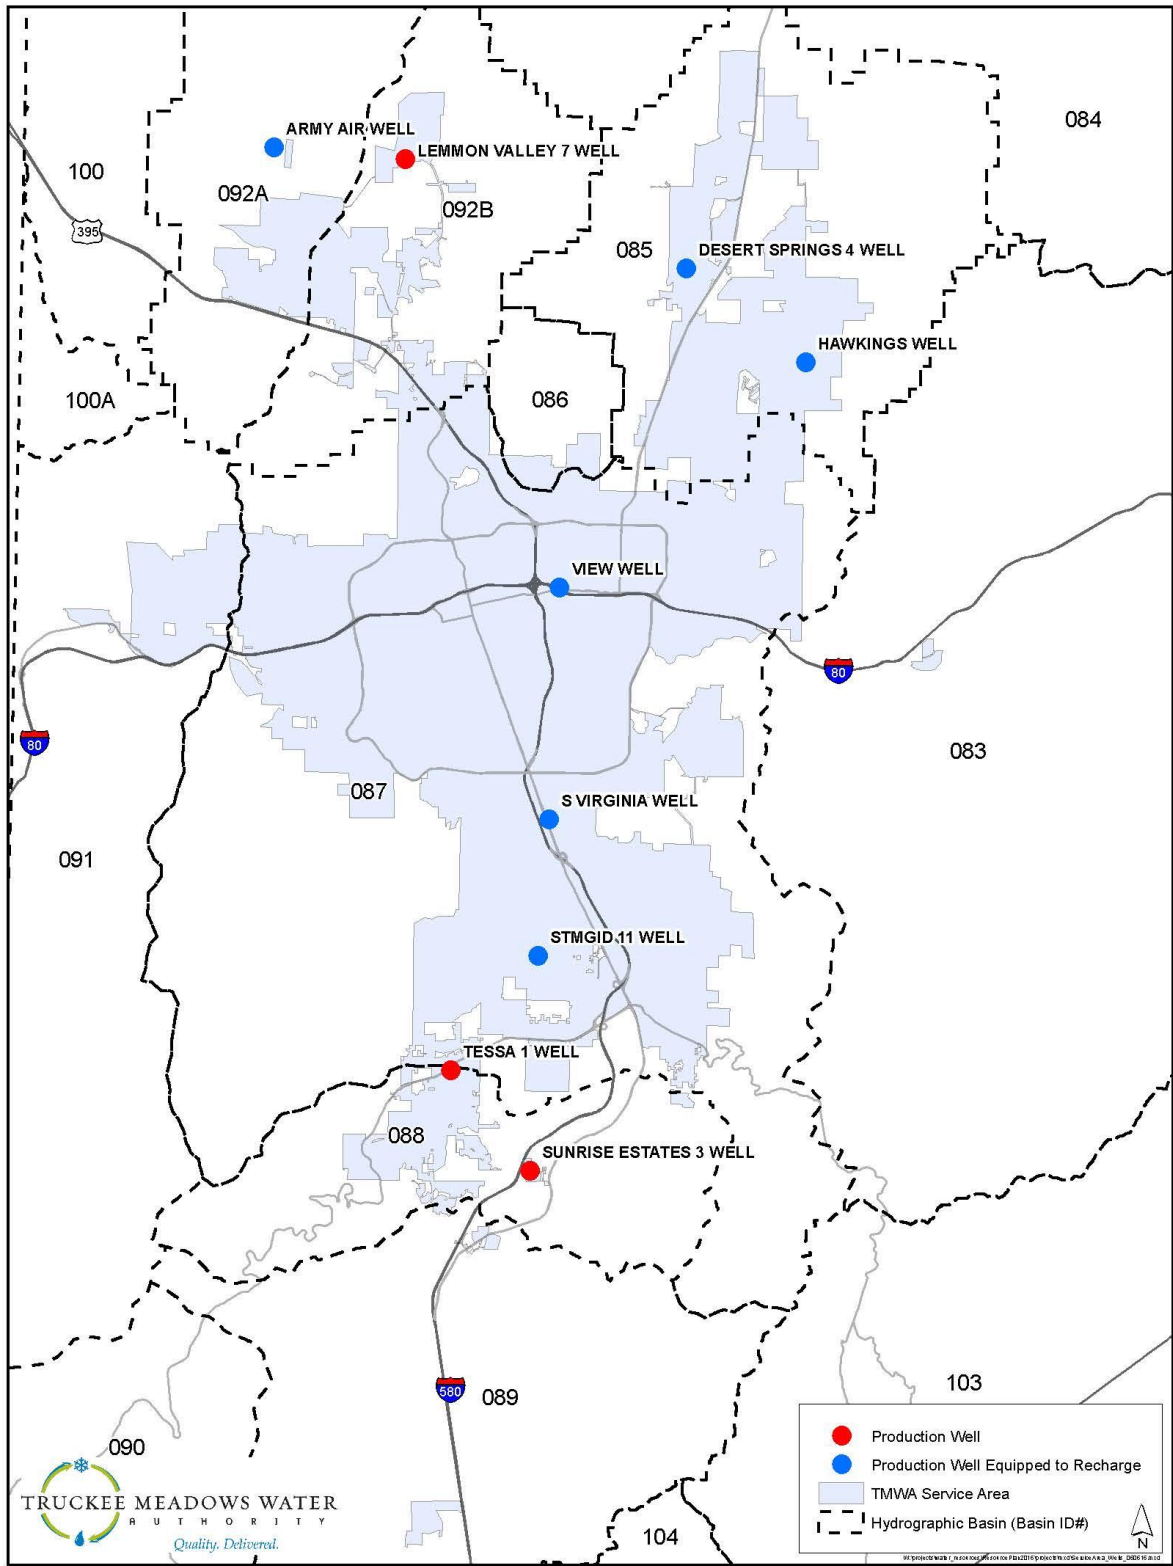 084
ARMY AIR WELL
LEMMON VALLEY 7 WELL
100
092A
092B
395
085
DESERT SPRINGS 4 WELL
HAWKINGS WELL
100A
086
VIEW WELL
80
80
083
087
S VIRGINIA WELL
091
STMGID 11 WELL
TESSA 1 WELL
088
SUNRISE ESTATES 3 WELL
580
089
103
090
104
Production Well
Production Well Equipped to Recharge
TMWA Service Area
Hydrographic Basin (Basin ID#)
N
TRUCKEE MEADOWS WATER
AUTHORITY
Quality. Delivered.